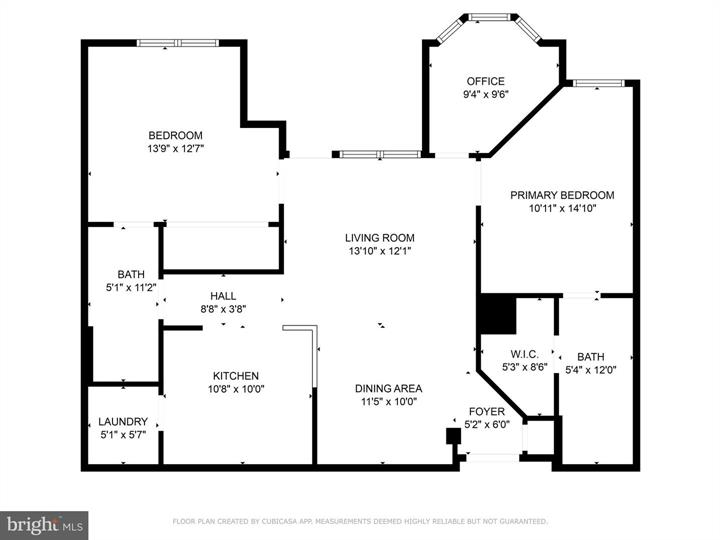 OFFICE
9'4" x 9'6"
BEDROOM
13'9" x 12'7"
PRIMARY BEDROOM
10'11" x 14'10"
LIVING ROOM
13'10" x 12'1"
BATH
5'1" x 11'2"
HALL
8'8" x 3'8"
W.I.C.
5'3" x 8'6"
BATH
5'4" x 12'0"
KITCHEN
10'8" x 10'0"
DINING AREA
11'5" x 10'0"
LAUNDRY
5'1" x 5'7"
FOYER
5'2" x 6'0"
FLOOR PLAN CREATED BY CUBICASA APP. MEASUREMENTS DEEMED HIGHLY RELIABLE BUT NOT GUARANTEED.
bright MLS